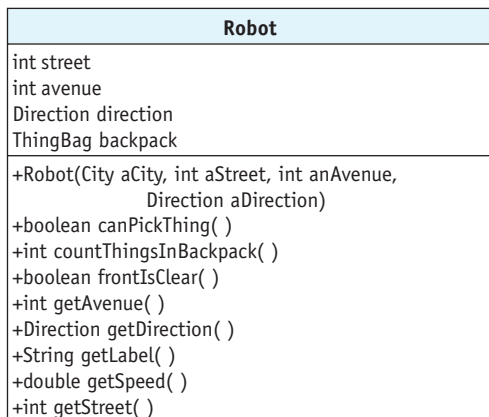 Robot
int street
int avenue
Direction direction
ThingBag backpack
+Robot(City aCity, int aStreet, int anAvenue,
Direction aDirection)
+boolean canPickThing( )
+int countThingsInBackpack( )
+boolean frontIsClear( )
+int getAvenue( )
+Direction getDirection( )
+String getLabel( )
+double getSpeed( )
+int getStreet( )